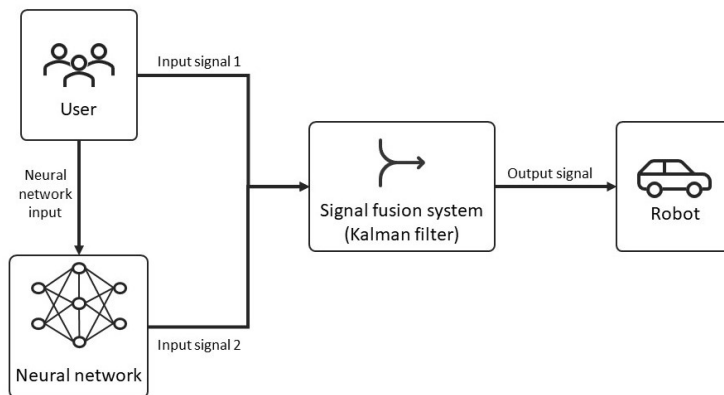 Input signal 1
User
Neural
network
input
Signal fusion system
(Kalman filter)
Output signal
Robot
Input signal 2
Neural network